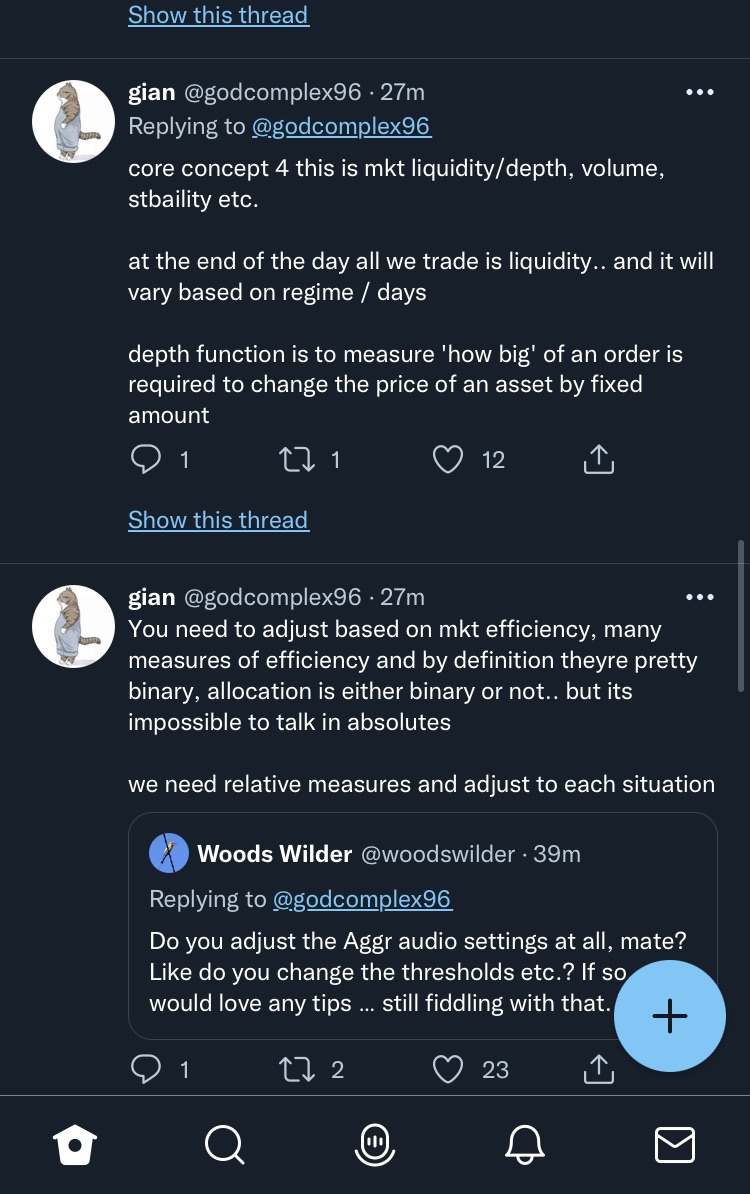 Show this thread
gian @godcomplex96 · 27m
Replying to @godcomplex96
core concept 4 this is mkt liquidity/depth, volume,
stbaility etc.
at the end of the day all we trade is liquidity.. and it will
vary based on regime / days
depth function is to measure 'how big' of an order is
required to change the price of an asset by fixed
amount
1 1 12
Show this thread
gian @godcomplex96 · 27m
You need to adjust based on mkt efficiency, many
measures of efficiency and by definition theyre pretty
binary, allocation is either binary or not.. but its
impossible to talk in absolutes
we need relative measures and adjust to each situation
Woods Wilder @woodswilder · 39m
Replying to @godcomplex96
Do you adjust the Aggr audio settings at all, mate?
Like do you change the thresholds etc.? If so
would love any tips ... still fiddling with that.
1 2 23